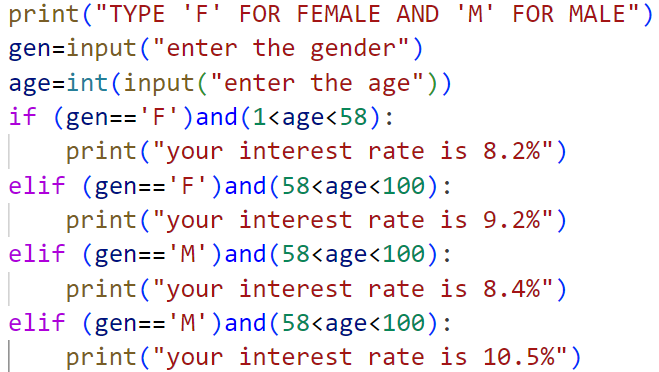 print("TYPE 'F' FOR FEMALE AND 'M' FOR MALE")
gen=input("enter the gender")
age=int(input("enter the age"))
if (gen=='F')and(1<age<58):
    print("your interest rate is 8.2%")
elif (gen=='F')and(58<age<100):
    print("your interest rate is 9.2%")
elif (gen=='M')and(58<age<100):
    print("your interest rate is 8.4%")
elif (gen=='M')and(58<age<100):
    print("your interest rate is 10.5%")